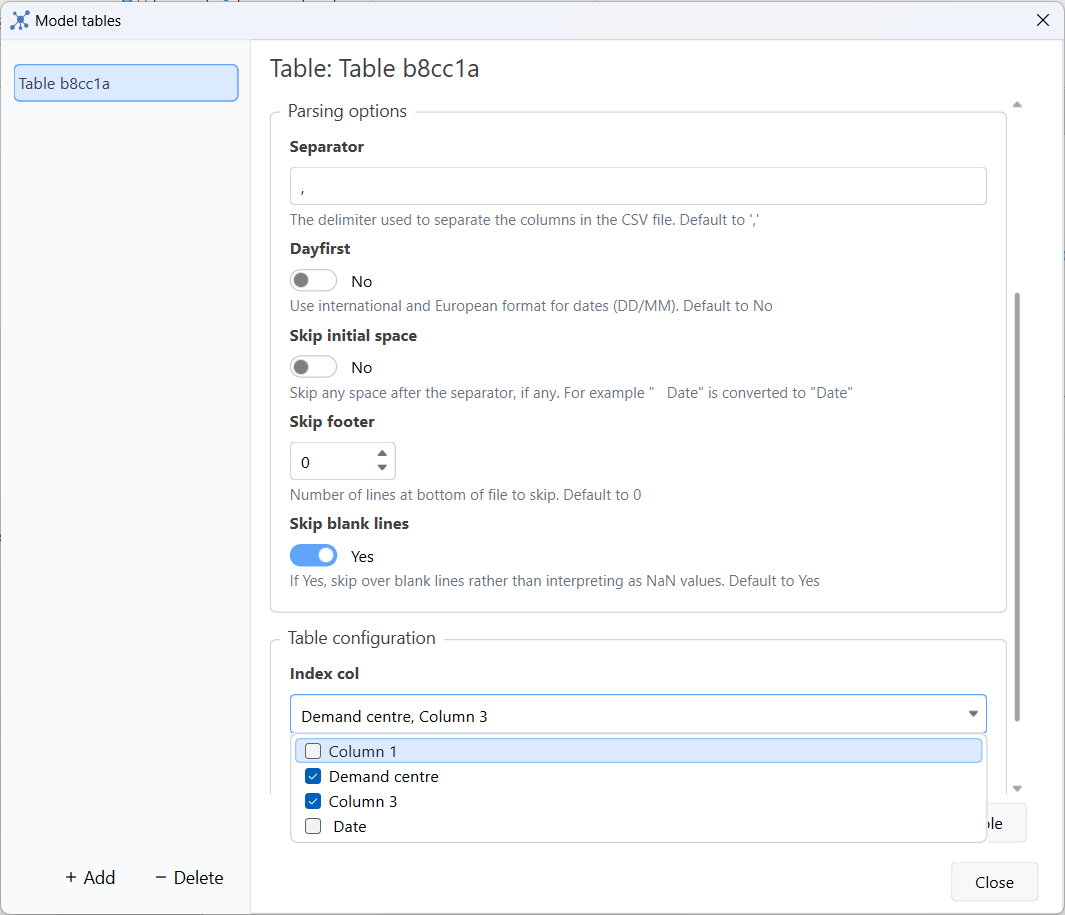 Model tables
Table b8cc1a
Table: Table b8cc1a
Parsing options
Separator
,
The delimiter used to separate the columns in the CSV file. Default to ','
Dayfirst
No
Use international and European format for dates (DD/MM). Default to No
Skip initial space
No
Skip any space after the separator, if any. For example "   Date" is converted to "Date"
Skip footer
0
Number of lines at bottom of file to skip. Default to 0
Skip blank lines
Yes
If Yes, skip over blank lines rather than interpreting as NaN values. Default to Yes
Table configuration
Index col
Demand centre, Column 3
Column 1
Demand centre
Column 3
Date
+ Add
− Delete
Close